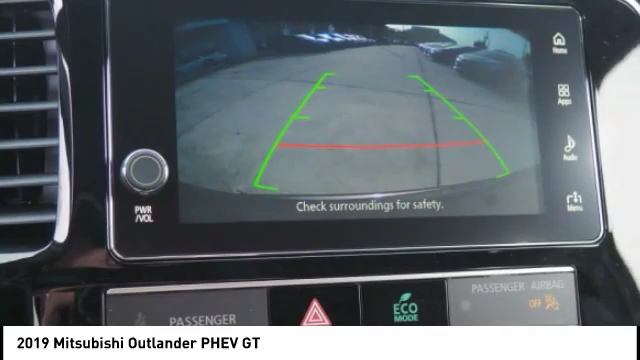 Home
Apps
Audio
Menu
PWR
/VOL
Check surroundings for safety.
PASSENGER
ECO
MODE
PASSENGER AIRBAG
OFF
2019 Mitsubishi Outlander PHEV GT